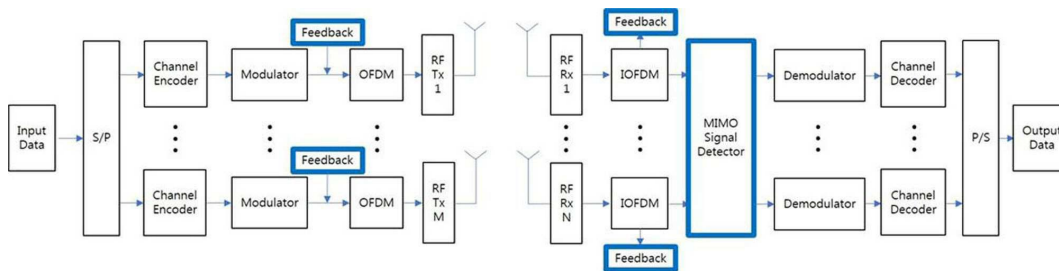 Feedback
Feedback
Channel
Encoder
Modulator
OFDM
RF
Tx
1
RF
Rx
1
IOFDM
Demodulator
Channel
Decoder
Input
Data
S/P
MIMO
Signal
Detector
P/S
Output
Data
Feedback
Channel
Encoder
Modulator
OFDM
RF
Tx
M
RF
Rx
N
IOFDM
Demodulator
Channel
Decoder
Feedback